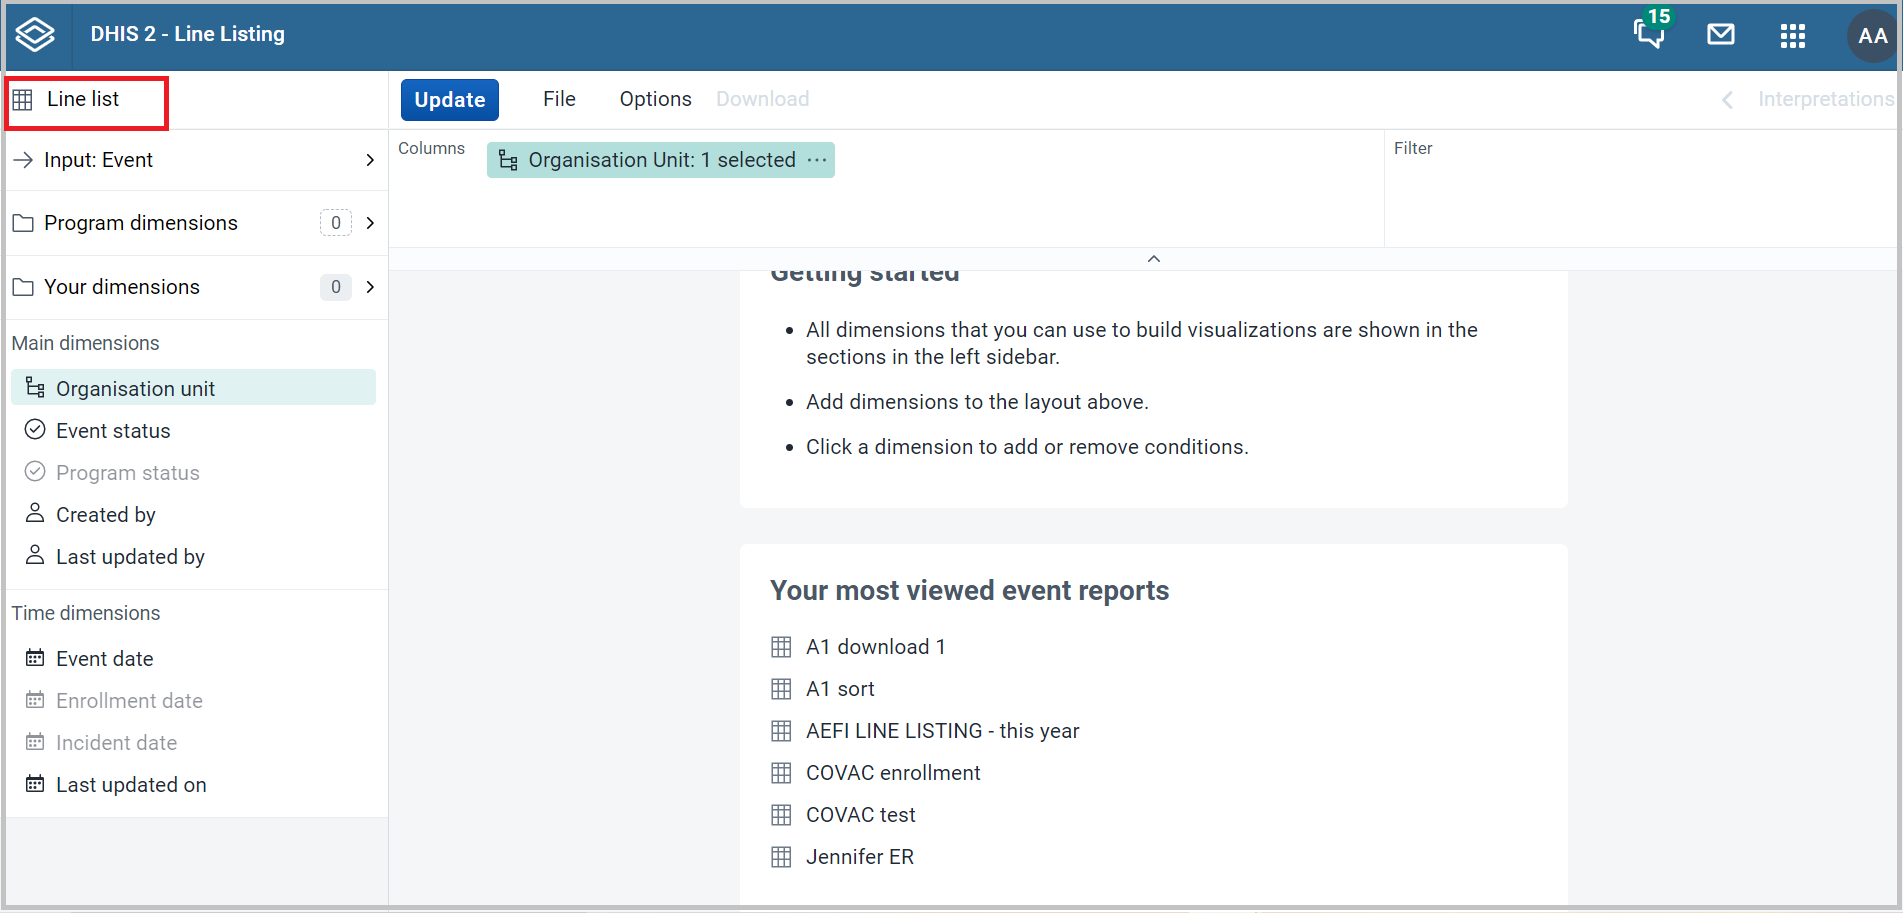 DHIS 2 - Line Listing
15
AA
Line list
Update
File
Options
Download
Interpretations
Input: Event
Program dimensions
0
Your dimensions
0
Main dimensions
Organisation unit
Event status
Program status
Created by
Last updated by
Time dimensions
Event date
Enrollment date
Incident date
Last updated on
Columns
Organisation Unit: 1 selected
Filter
Getting started
All dimensions that you can use to build visualizations are shown in the
sections in the left sidebar.
Add dimensions to the layout above.
Click a dimension to add or remove conditions.
Your most viewed event reports
A1 download 1
A1 sort
AEFI LINE LISTING - this year
COVAC enrollment
COVAC test
Jennifer ER